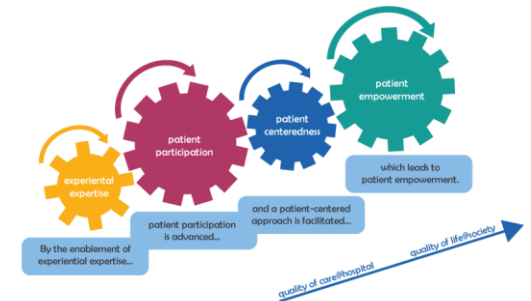 patient
empowerment
patient
centeredness
patient
participation
experiential
expertise
which leads to
patient empowerment.
and a patient-centered
approach is facilitated...
patient participation
is advanced...
By the enablement of
experiential expertise...
quality of care@hospital
quality of life@society